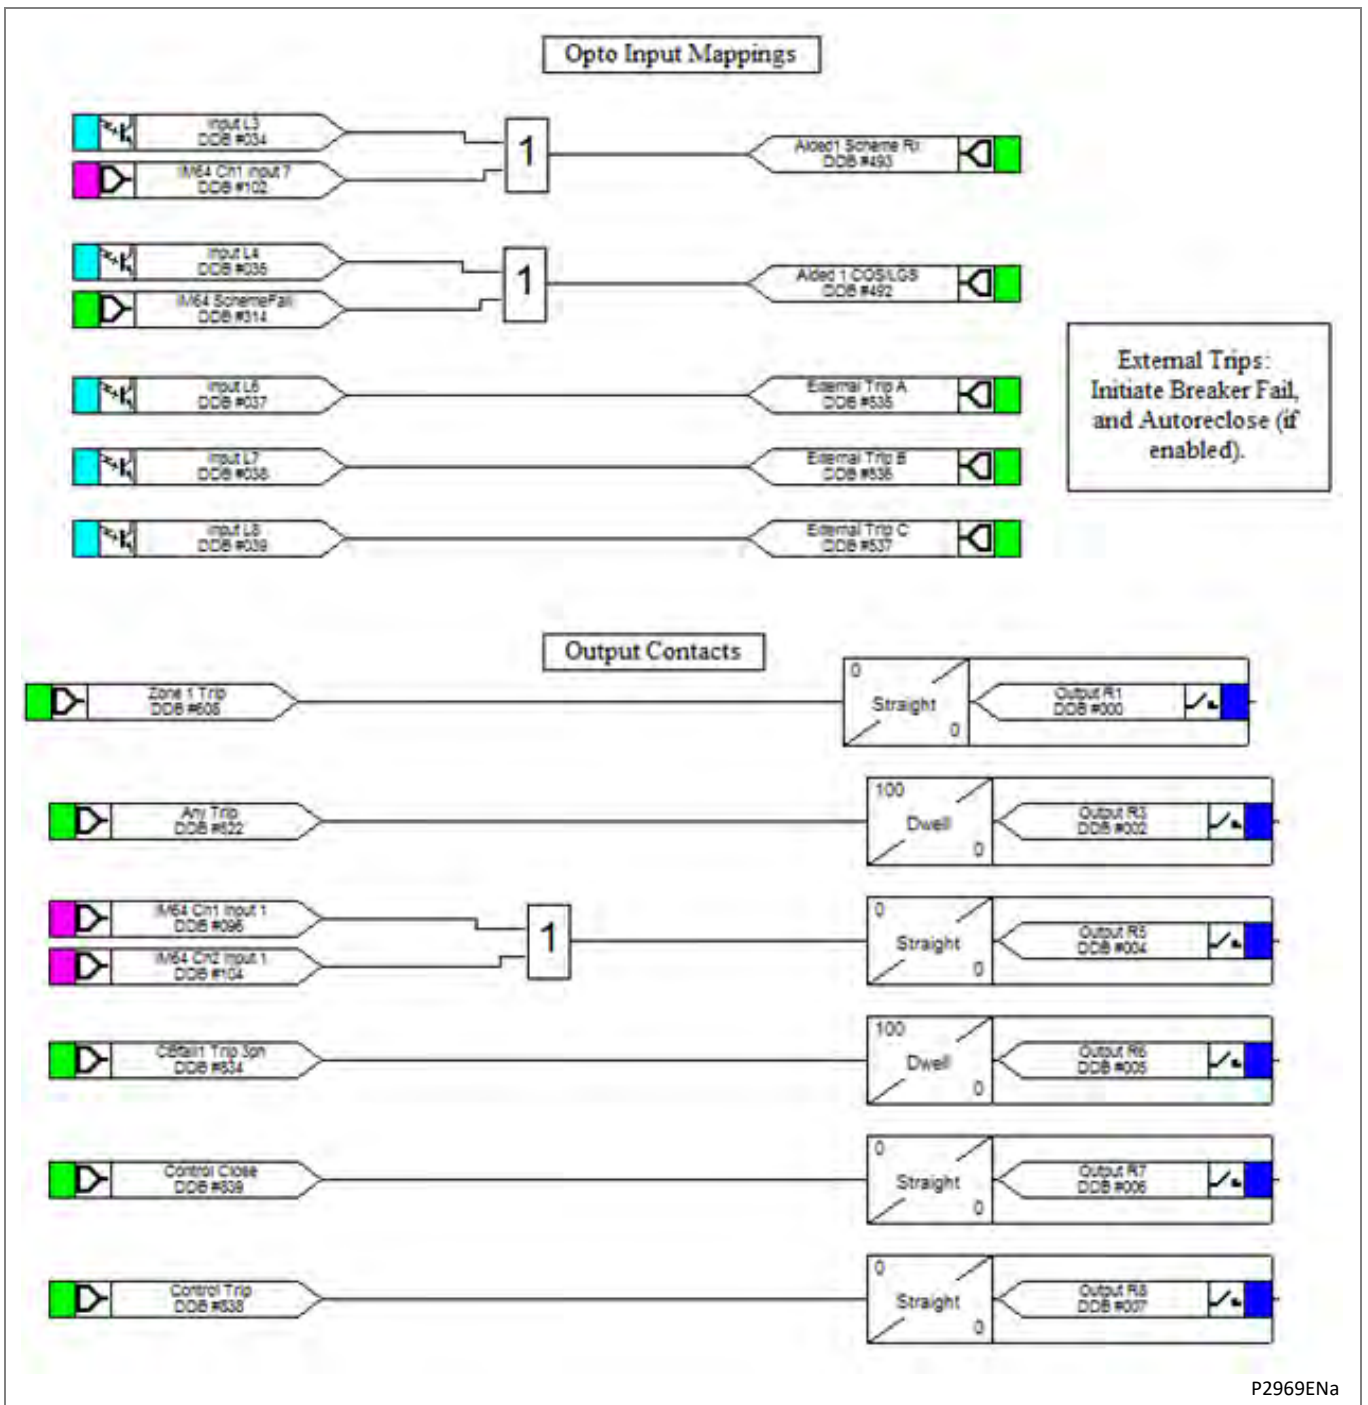 Opto Input Mappings
Input L3
DDB #034
IM64 Ch1 Input 7
DDB #102
1
Aided1 Scheme Rx
DDB #493
Input L4
DDB #035
IM64 SchemeFail
DDB #314
1
Aided 1 COS/LGS
DDB #492
Input L6
DDB #037
External Trip A
DDB #535
Input L7
DDB #038
External Trip B
DDB #536
Input L8
DDB #039
External Trip C
DDB #537
External Trips:
Initiate Breaker Fail,
and Autoreclose (if
enabled).
Output Contacts
Zone 1 Trip
DDB #608
0
Straight
0
Output R1
DDB #000
Any Trip
DDB #522
100
Dwell
0
Output R3
DDB #002
IM64 Ch1 Input 1
DDB #096
IM64 Ch2 Input 1
DDB #104
1
0
Straight
0
Output R5
DDB #004
CBfail1 Trip 3ph
DDB #834
100
Dwell
0
Output R6
DDB #005
Control Close
DDB #839
0
Straight
0
Output R7
DDB #006
Control Trip
DDB #838
0
Straight
0
Output R8
DDB #007
P2969ENa